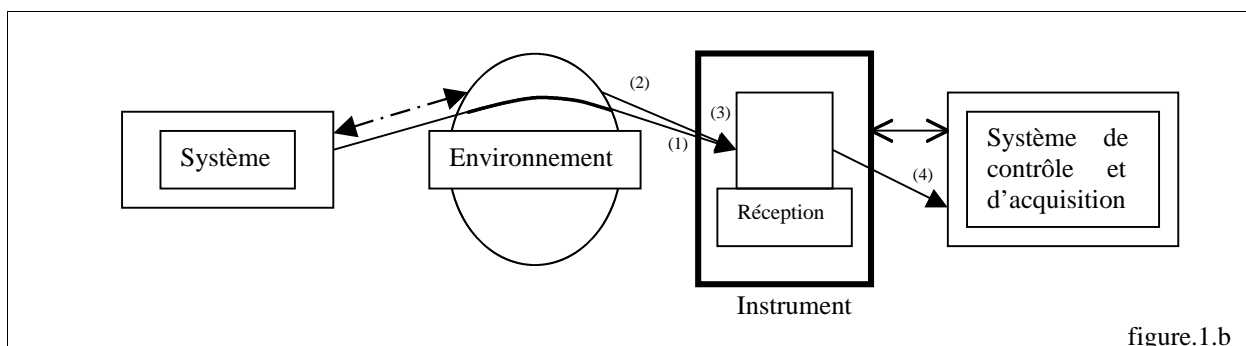 (2)
(3)
(1)
(4)
Système
Environnement
Réception
Système de
contrôle et
d'acquisition
Instrument
figure.1.b